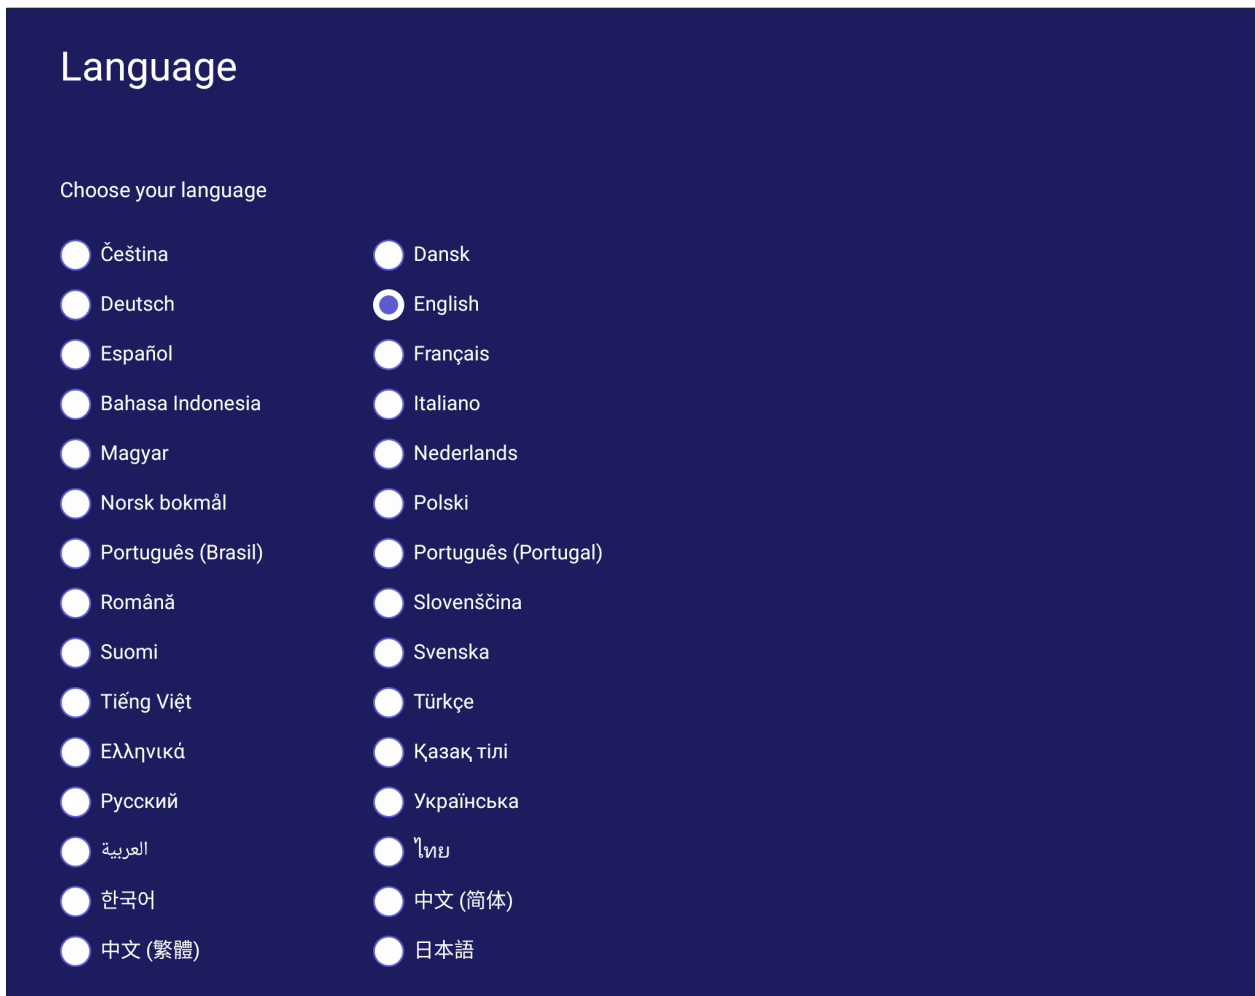 Language
Choose your language
Čeština
Dansk
Deutsch
English
Español
Français
Bahasa Indonesia
Italiano
Magyar
Nederlands
Norsk bokmål
Polski
Português (Brasil)
Português (Portugal)
Română
Slovenščina
Suomi
Svenska
Tiếng Việt
Türkçe
Ελληνικά
Қазақ тілі
Русский
Українська
العربية
ไทย
한국어
中文 (简体)
中文 (繁體)
日本語